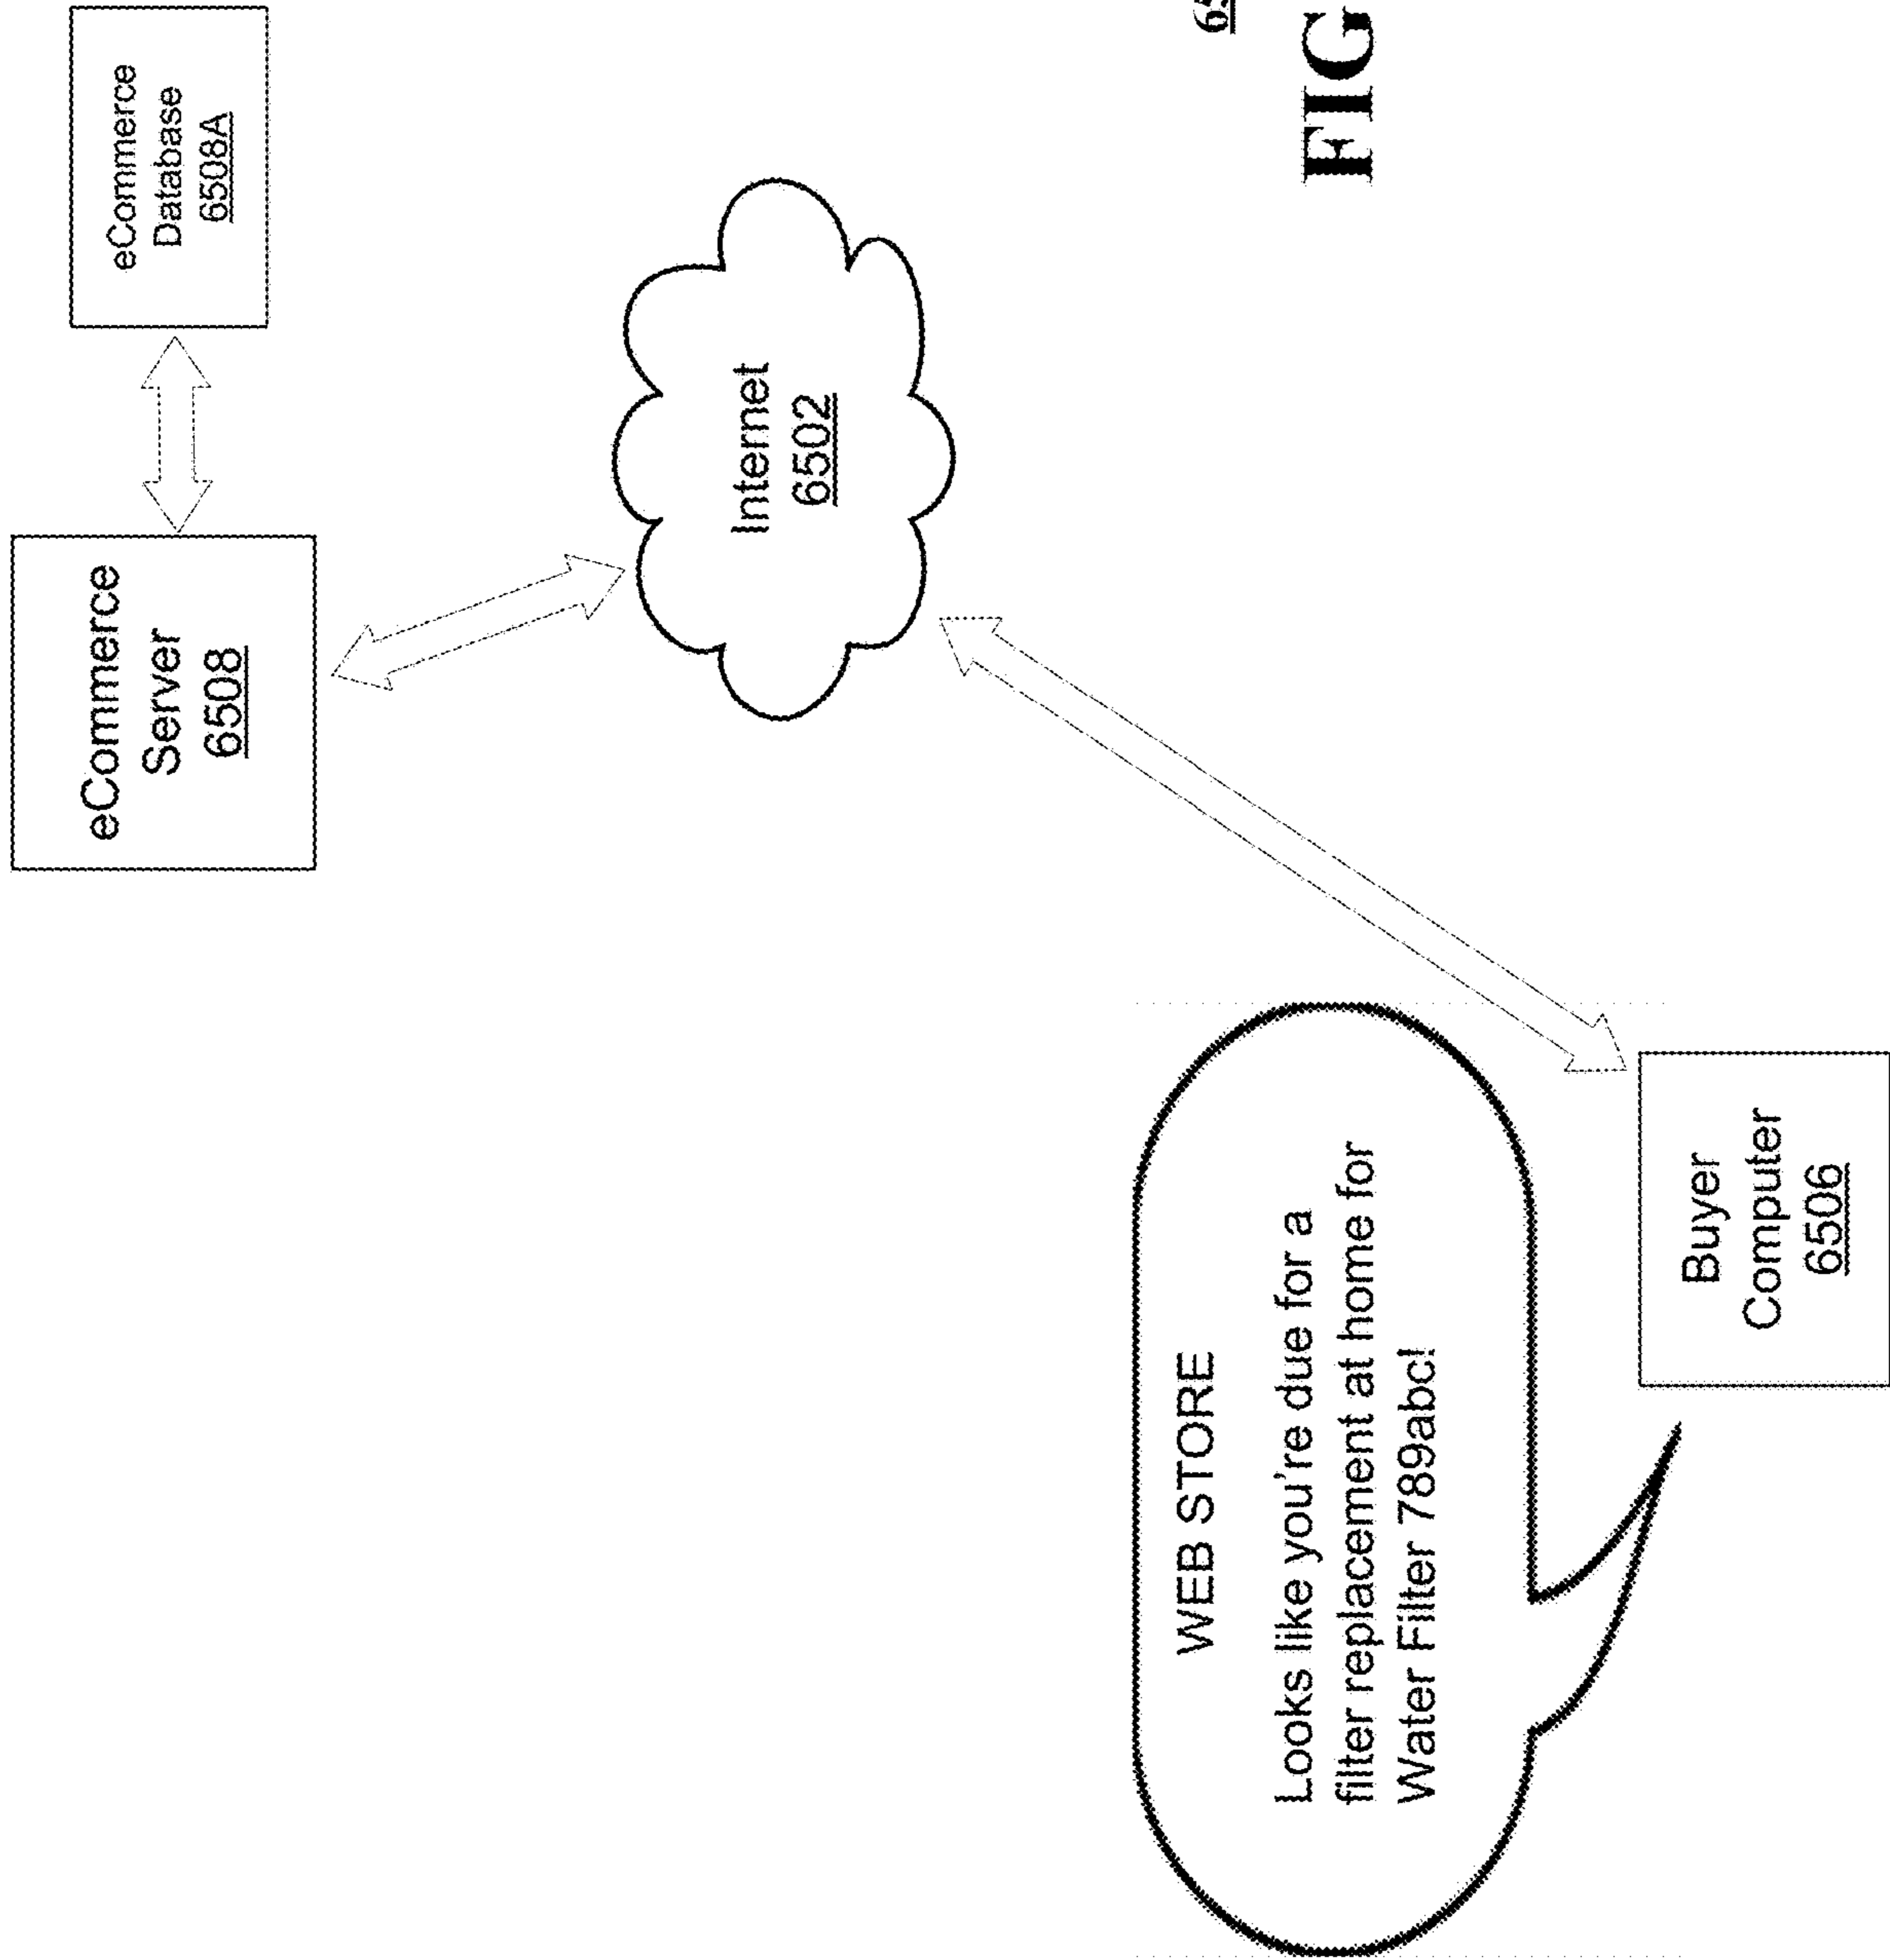 eCommerce
Server
6508
eCommerce
Database
6508A
Internet
6502
WEB STORE
Looks like you're due for a
filter replacement at home for
Water Filter 789abc!
Buyer
Computer
6506
FIG